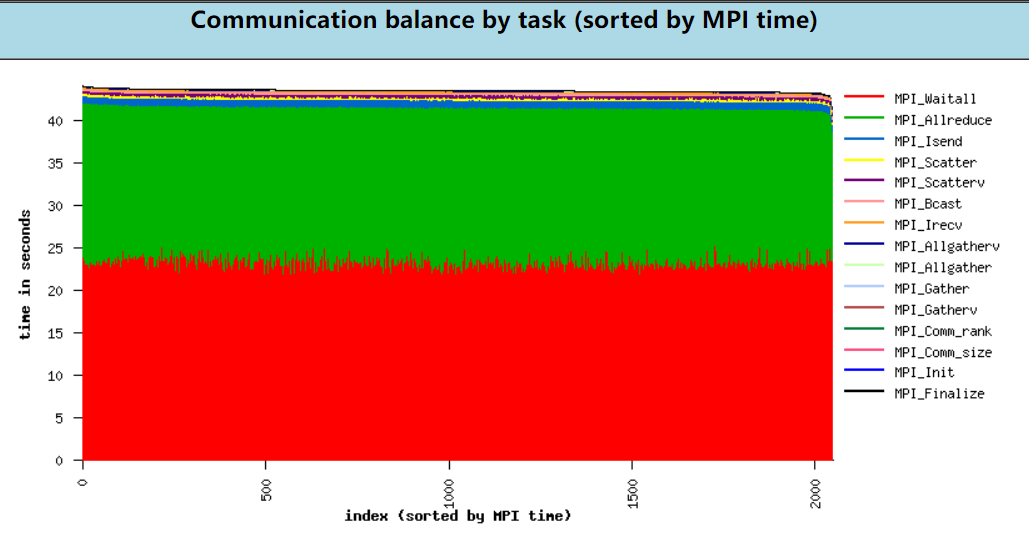 Communication balance by task (sorted by MPI time)
time in seconds
40
35
30
25
20
15
10
5
0
0
500
1000
1500
2000
index (sorted by MPI time)
MPI_Waitall
MPI_Allreduce
MPI_Isend
MPI_Scatter
MPI_Scatterv
MPI_Bcast
MPI_Irecv
MPI_Allgatherv
MPI_Allgather
MPI_Gather
MPI_Gatherv
MPI_Comm_rank
MPI_Comm_size
MPI_Init
MPI_Finalize